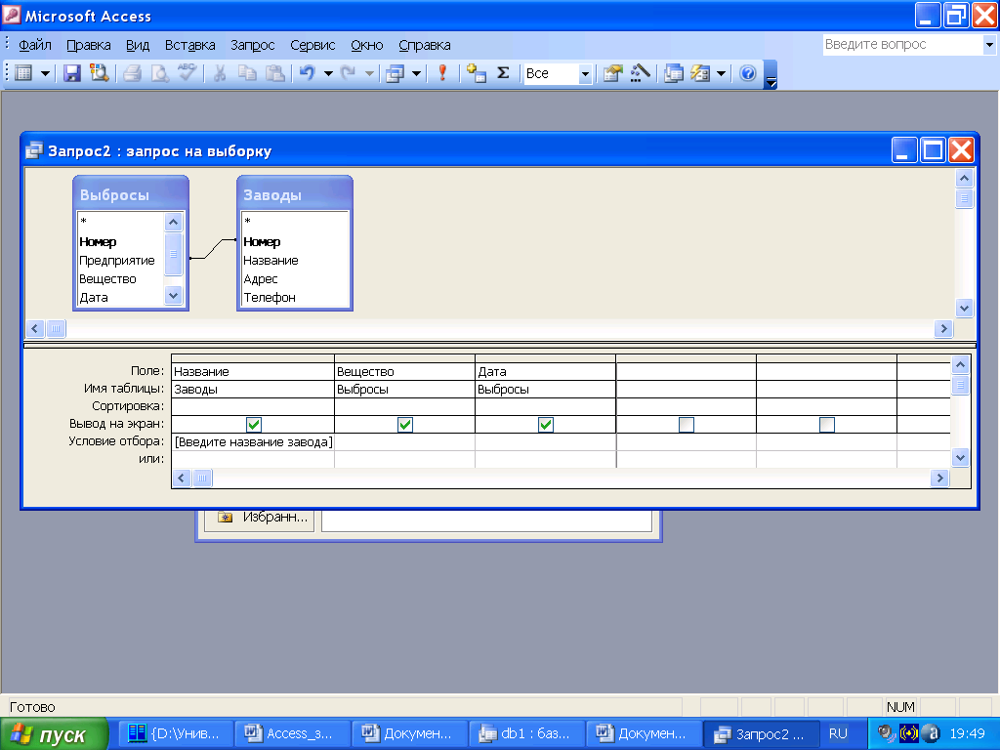 Microsoft Access
Файл Правка Вид Вставка Запрос Сервис Окно Справка Введите вопрос
Все
Запрос2 : запрос на выборку
Выбросы Заводы
* *
Номер Номер
Предприятие Название
Вещество Адрес
Дата Телефон
Поле: Название Вещество Дата
Имя таблицы: Заводы Выбросы Выбросы
Сортировка:
Вывод на экран:
Условие отбора: [Введите название завода]
или:
Избранн...
Готово NUM
пуск {D:\Унив... Access_з... Докумен... db1 : баз... Докумен... Запрос2 ... RU 19:49